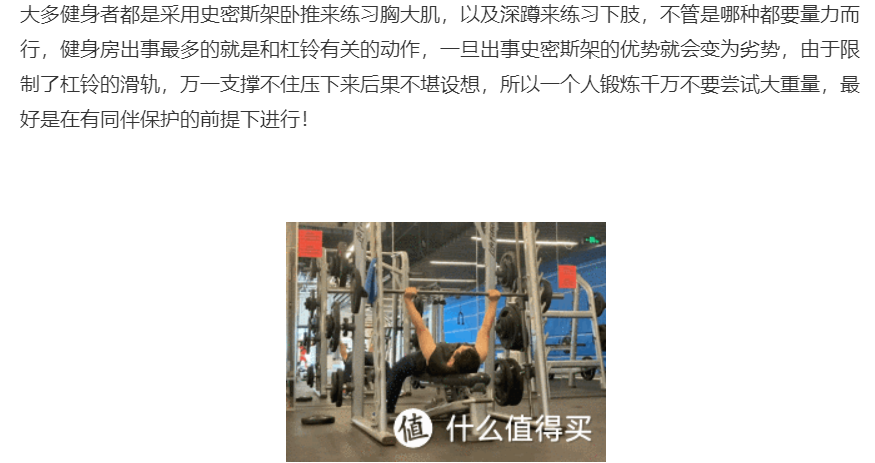 大多健身者都是采用史密斯架卧推来练习胸大肌，以及深蹲来练习下肢，不管是哪种都要量力而
行，健身房出事最多的就是和杠铃有关的动作，一旦出事史密斯架的优势就会变为劣势，由于限
制了杠铃的滑轨，万一支撑不住压下来后果不堪设想，所以一个人锻炼千万不要尝试大重量，最
好是在有同伴保护的前提下进行！
值 什么值得买